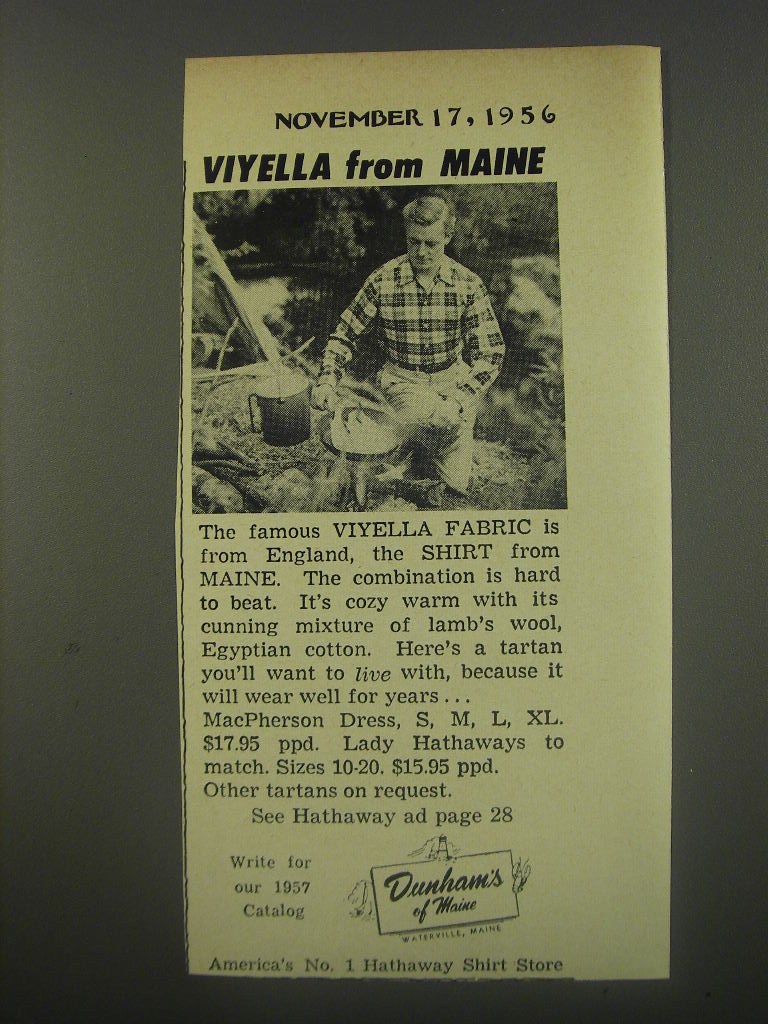 NOVEMBER 17, 1956
VIYELLA from MAINE
The famous VIYELLA FABRIC is
from England, the SHIRT from
MAINE. The combination is hard
to beat. It's cozy warm with its
cunning mixture of lamb's wool,
Egyptian cotton. Here's a tartan
you'll want to live with, because it
will wear well for years . . .
MacPherson Dress, S, M, L, XL.
$17.95 ppd. Lady Hathaways to
match. Sizes 10-20. $15.95 ppd.
Other tartans on request.
See Hathaway ad page 28
Write for
our 1957
Catalog
Dunham's
of Maine
WATERVILLE, MAINE
America's No. 1 Hathaway Shirt Store